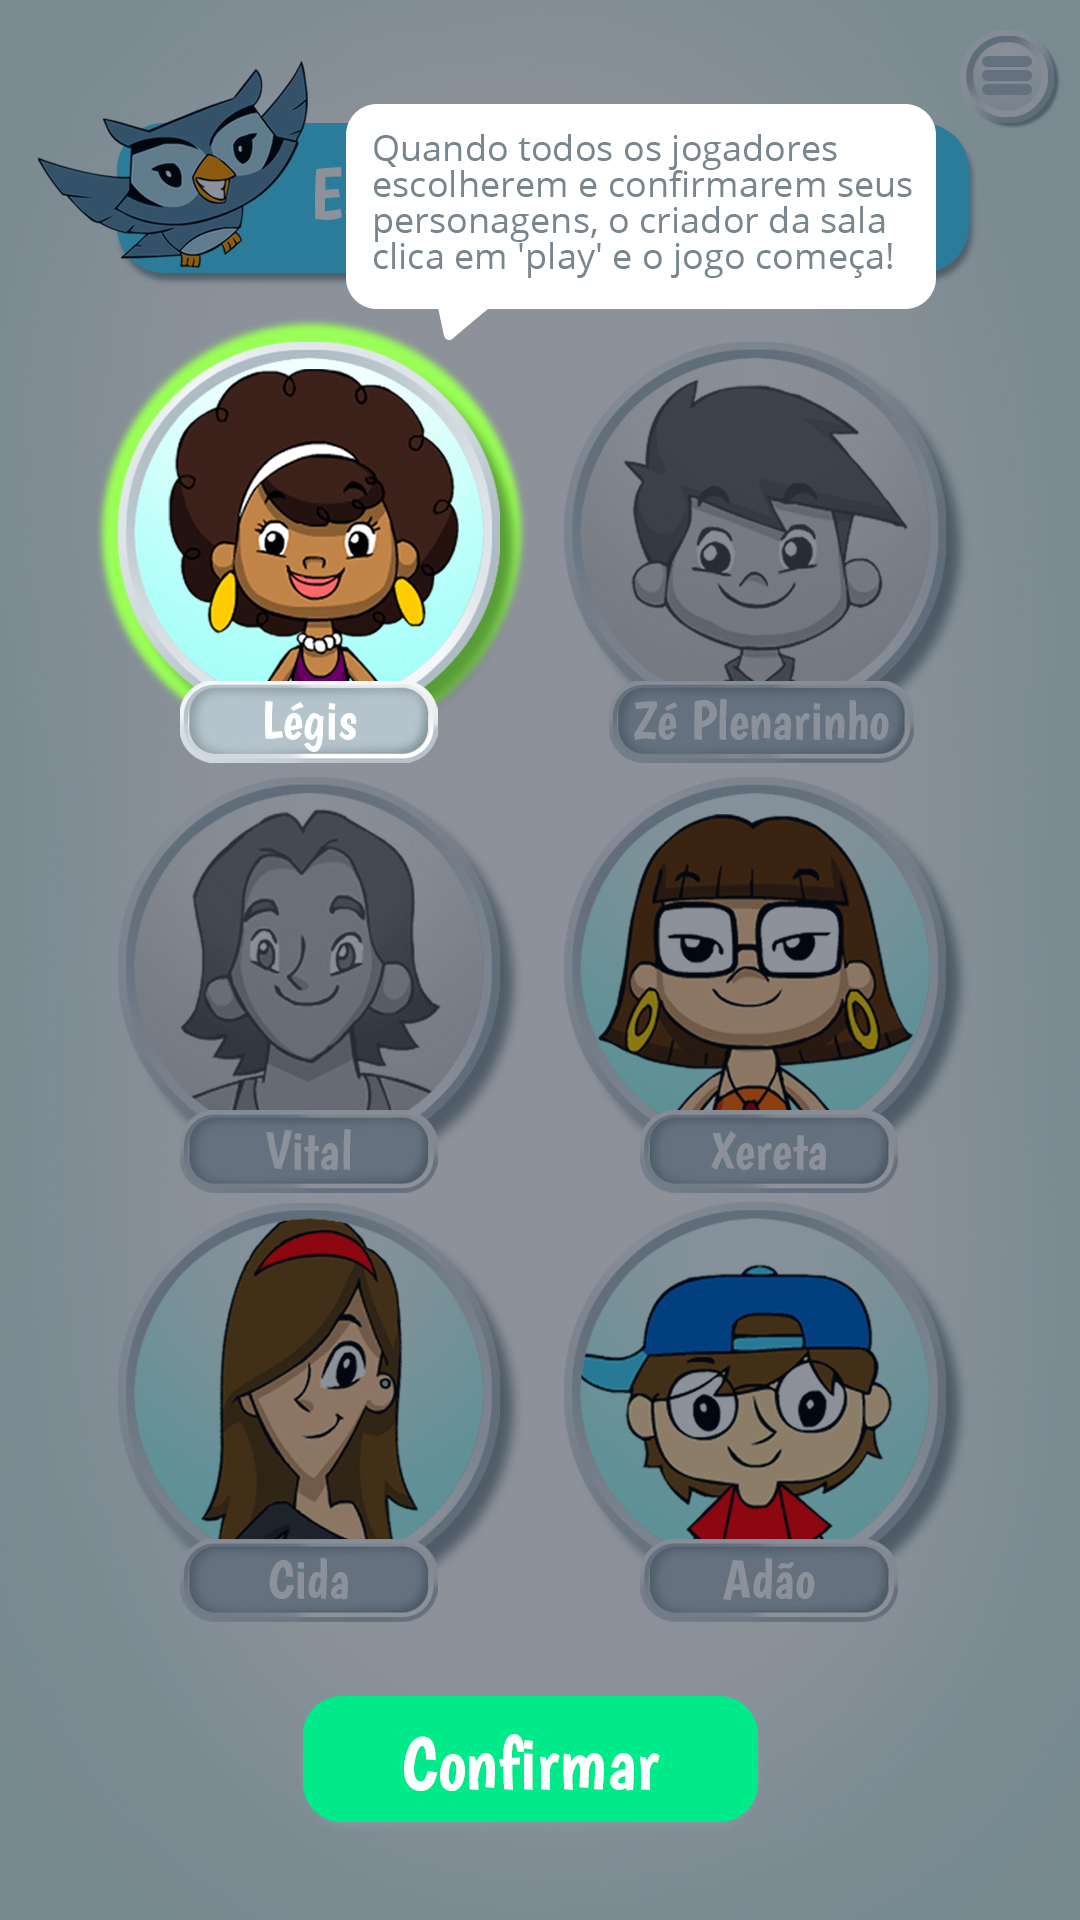 Quando todos os jogadores
escolherem e confirmarem seus
personagens, o criador da sala
clica em 'play' e o jogo começa!
Légis
Zé Plenarinho
Vital
Xereta
Cida
Adão
Confirmar